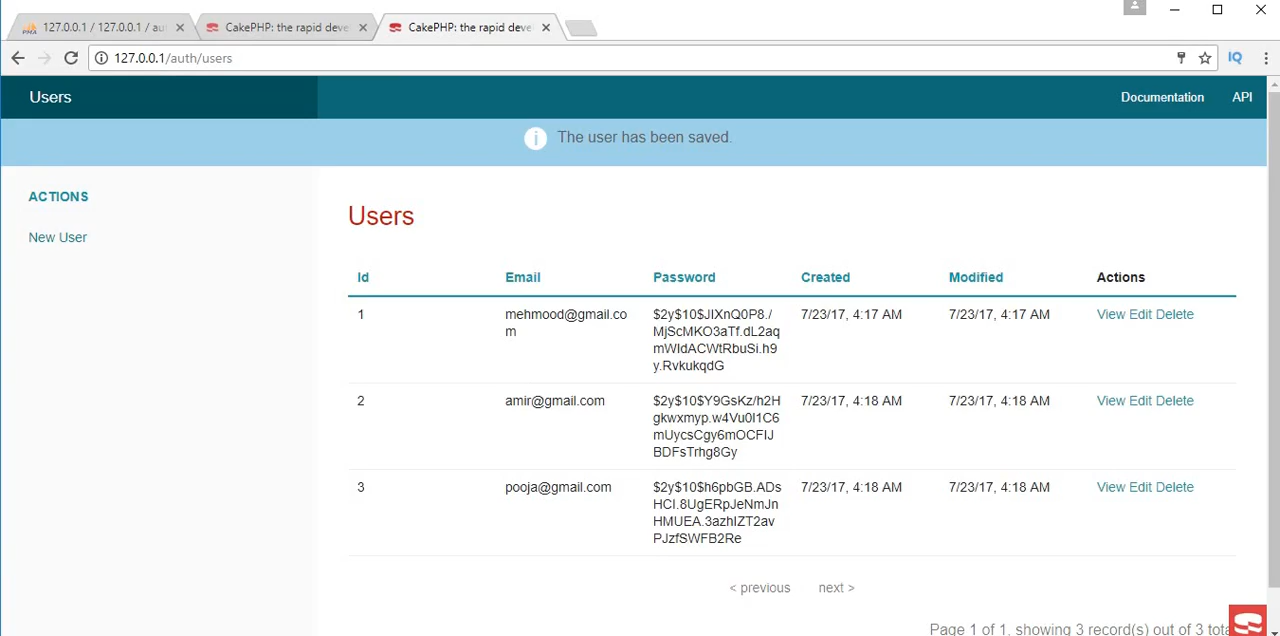 127.0.0.1 / 127.0.0.1 / au
CakePHP: the rapid deve
CakePHP: the rapid deve
127.0.0.1/auth/users
IQ
Users
Documentation API
The user has been saved.
ACTIONS
New User
Users
Id Email Password Created Modified Actions
1 mehmood@gmail.co $2y$10$JIXnQ0P8./ 7/23/17, 4:17 AM 7/23/17, 4:17 AM View Edit Delete
m MjScMKO3aTf.dL2aq
mWIdACWtRbuSi.h9
y.RvkukqdG
2 amir@gmail.com $2y$10$Y9GsKz/h2H 7/23/17, 4:18 AM 7/23/17, 4:18 AM View Edit Delete
gkwxmyp.w4Vu0I1C6
mUycsCgy6mOCFIJ
BDFsTrhg8Gy
3 pooja@gmail.com $2y$10$h6pbGB.ADs 7/23/17, 4:18 AM 7/23/17, 4:18 AM View Edit Delete
HCI.8UgERpJeNmJn
HMUEA.3azhIZT2av
PJzfSWFB2Re
< previous next >
Page 1 of 1, showing 3 record(s) out of 3 tota